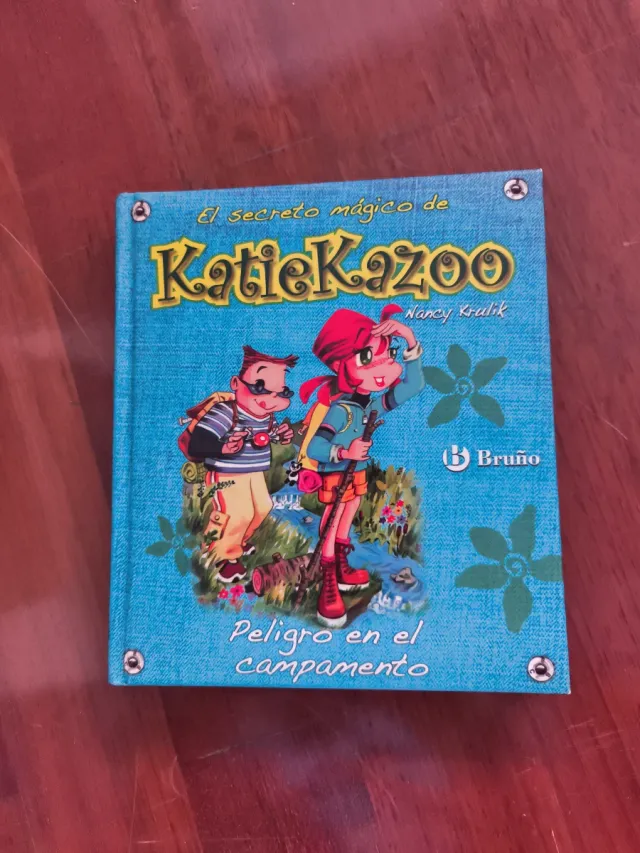 El secreto mágico de
KatieKazoo
Nancy Krulik
B Bruño
Peligro en el
campamento